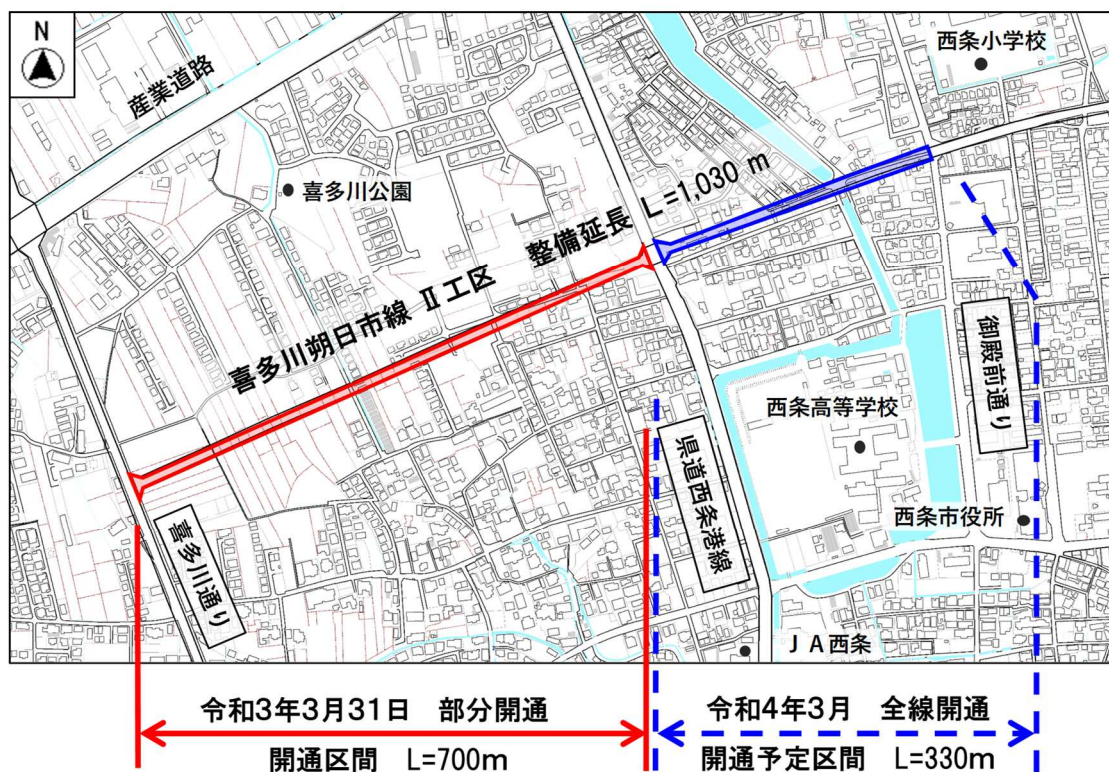 N
産業道路
西条小学校
喜多川公園
喜多川朔日市線 Ⅱ工区 整備延長 L=1,030 m
御殿前通り
西条高等学校
県道西条港線
西条市役所
喜多川通り
JA西条
令和3年3月31日 部分開通
開通区間 L=700m
令和4年3月 全線開通
開通予定区間 L=330m